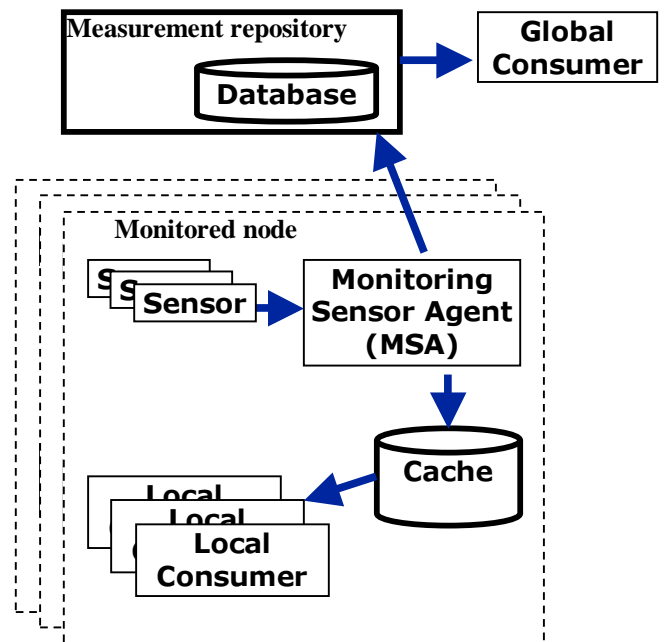 Measurement repository
Database
Global
Consumer
Monitored node
S
S
Sensor
Monitoring
Sensor Agent
(MSA)
Cache
Local
Local
Local
Consumer